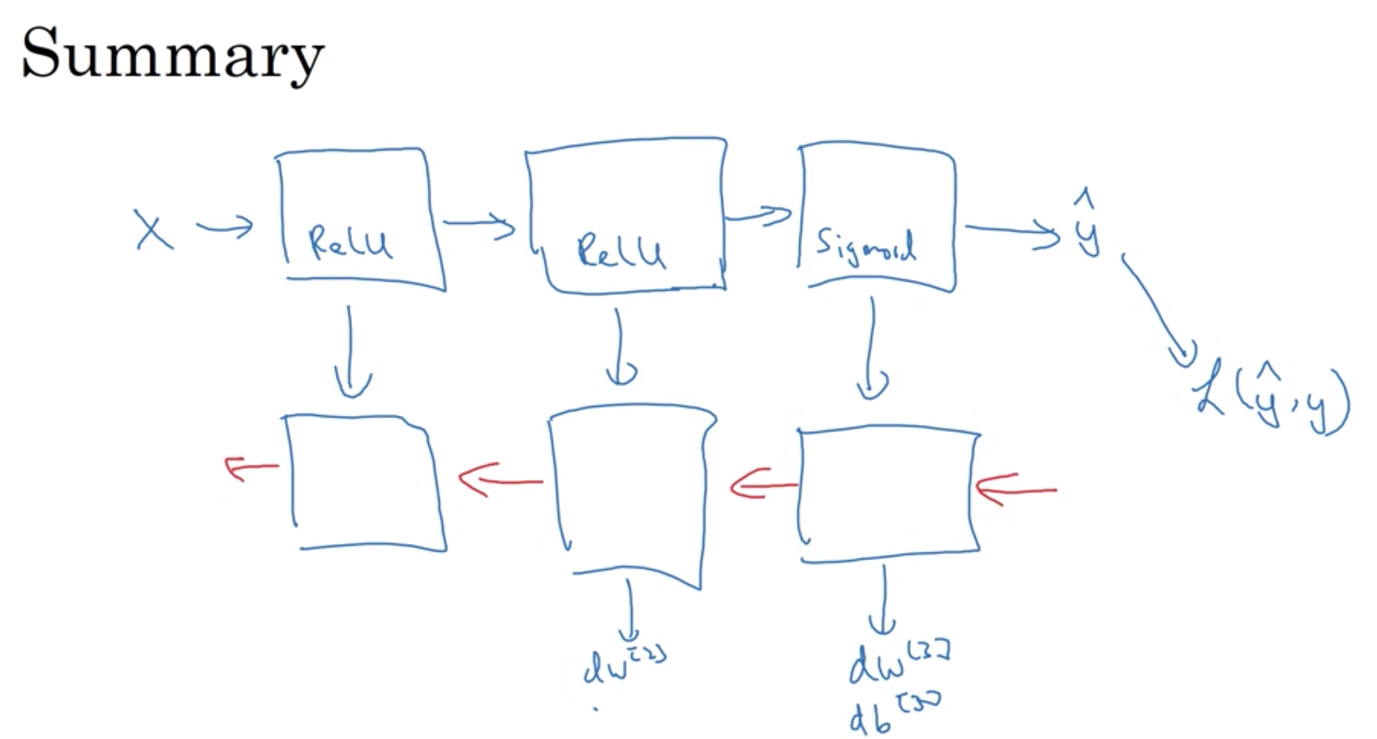 Summary
X
ReLU
ReLU
Sigmoid
ŷ
L(ŷ,y)
dw[2]
dw[3]
db[3]